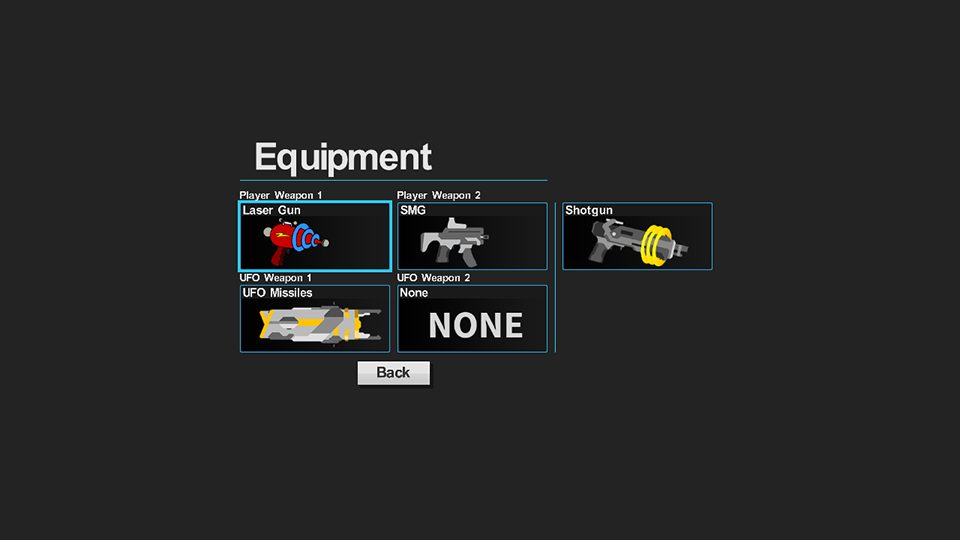 Equipment
Player Weapon 1
Player Weapon 2
Laser Gun
SMG
Shotgun
UFO Weapon 1
UFO Weapon 2
UFO Missiles
None
NONE
Back